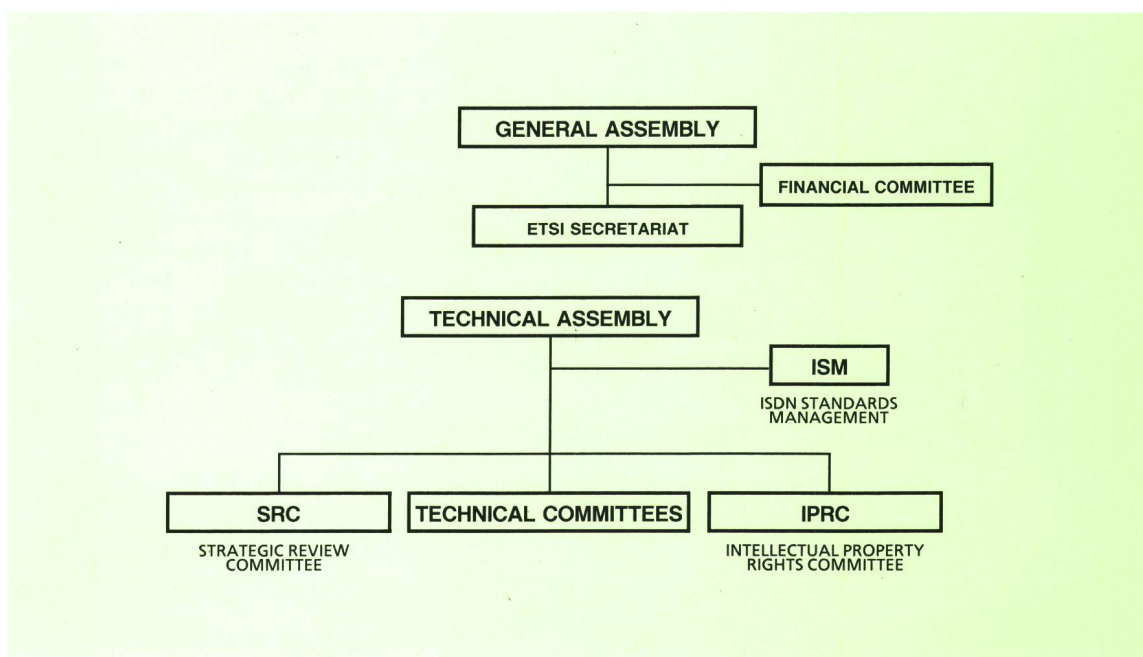 GENERAL ASSEMBLY
FINANCIAL COMMITTEE
ETSI SECRETARIAT
TECHNICAL ASSEMBLY
ISM
ISDN STANDARDS
MANAGEMENT
SRC
STRATEGIC REVIEW
COMMITTEE
TECHNICAL COMMITTEES
IPRC
INTELLECTUAL PROPERTY
RIGHTS COMMITTEE